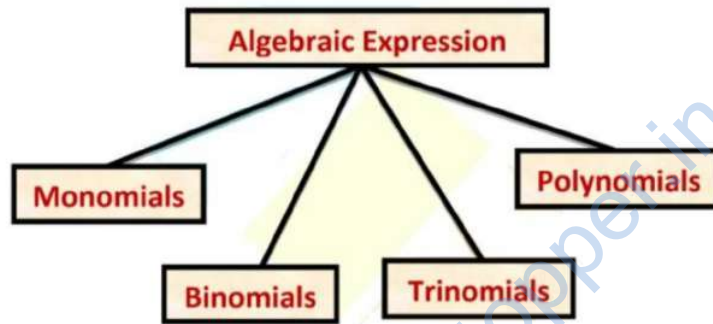 Algebraic Expression
Monomials
Polynomials
Binomials
Trinomials